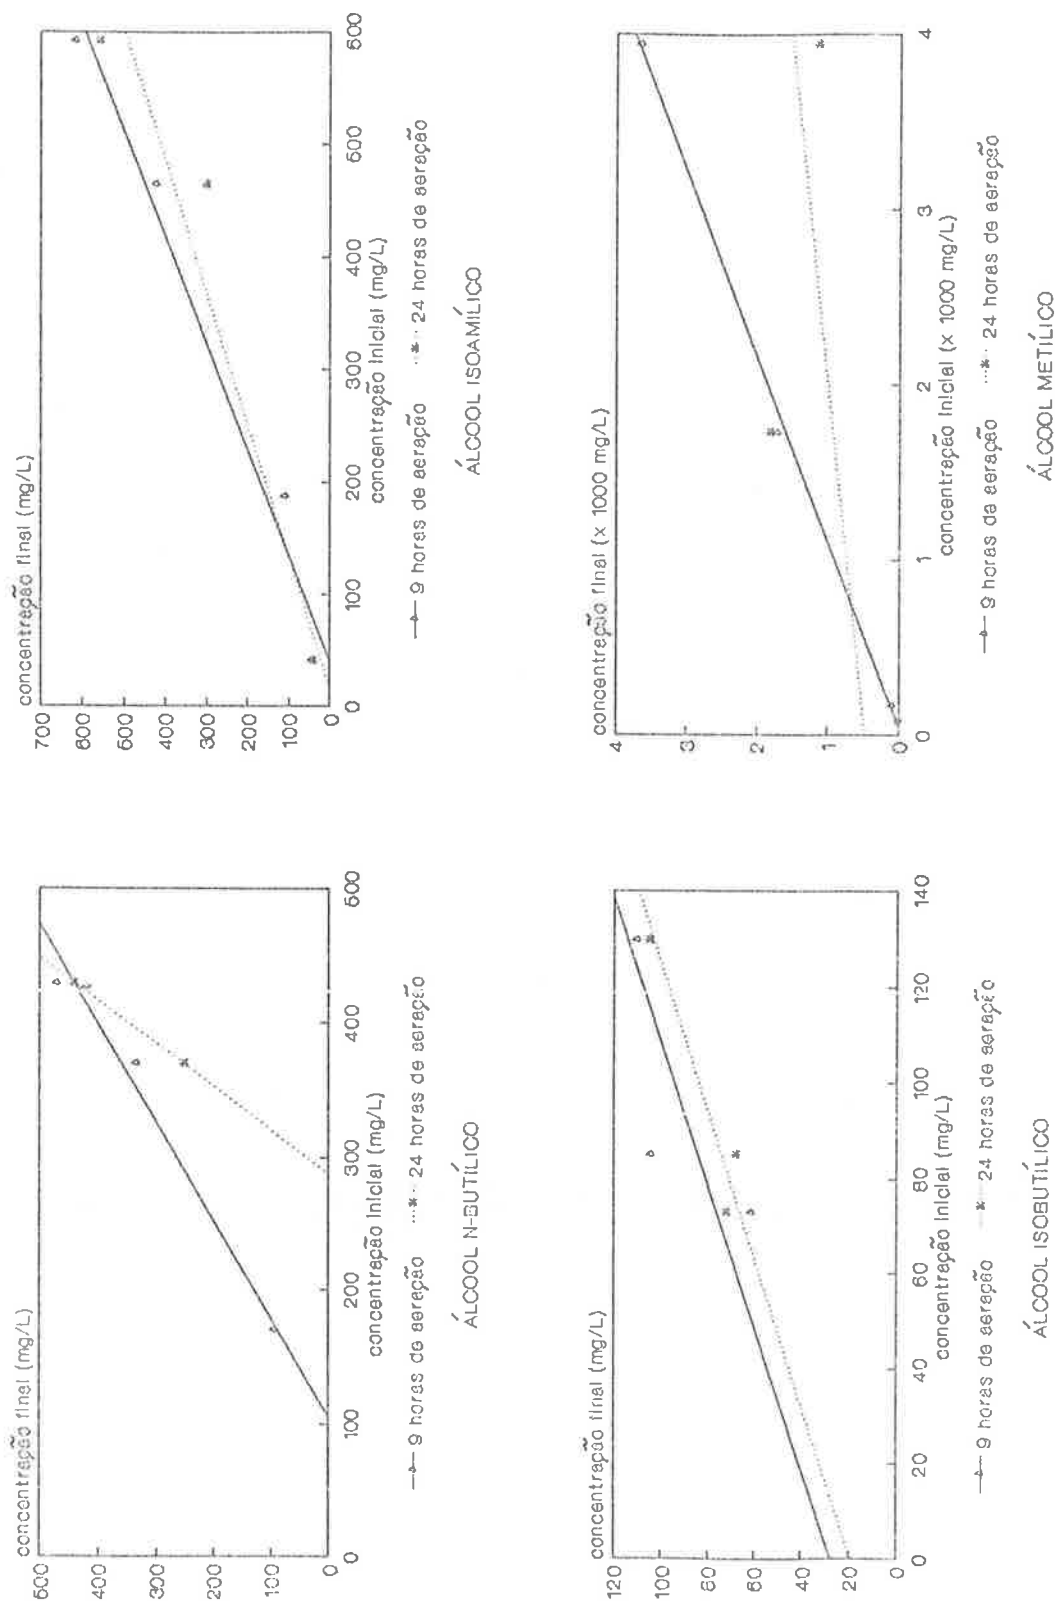 concentração final (mg/L)
500
400
300
200
100
0
100
200
300
400
500
concentração inicial (mg/L)
9 horas de aeração
24 horas de aeração
ÁLCOOL N-BUTÍLICO
concentração final (mg/L)
700
600
500
400
300
200
100
0
100
200
300
400
500
600
concentração inicial (mg/L)
9 horas de aeração
24 horas de aeração
ÁLCOOL ISOAMÍLICO
concentração final (mg/L)
120
100
80
60
40
20
0
0
20
40
60
80
100
120
140
concentração inicial (mg/L)
9 horas de aeração
24 horas de aeração
ÁLCOOL ISOBUTÍLICO
concentração final (x 1000 mg/L)
4
3
2
1
0
0
1
2
3
4
concentração inicial (x 1000 mg/L)
9 horas de aeração
24 horas de aeração
ÁLCOOL METÍLICO